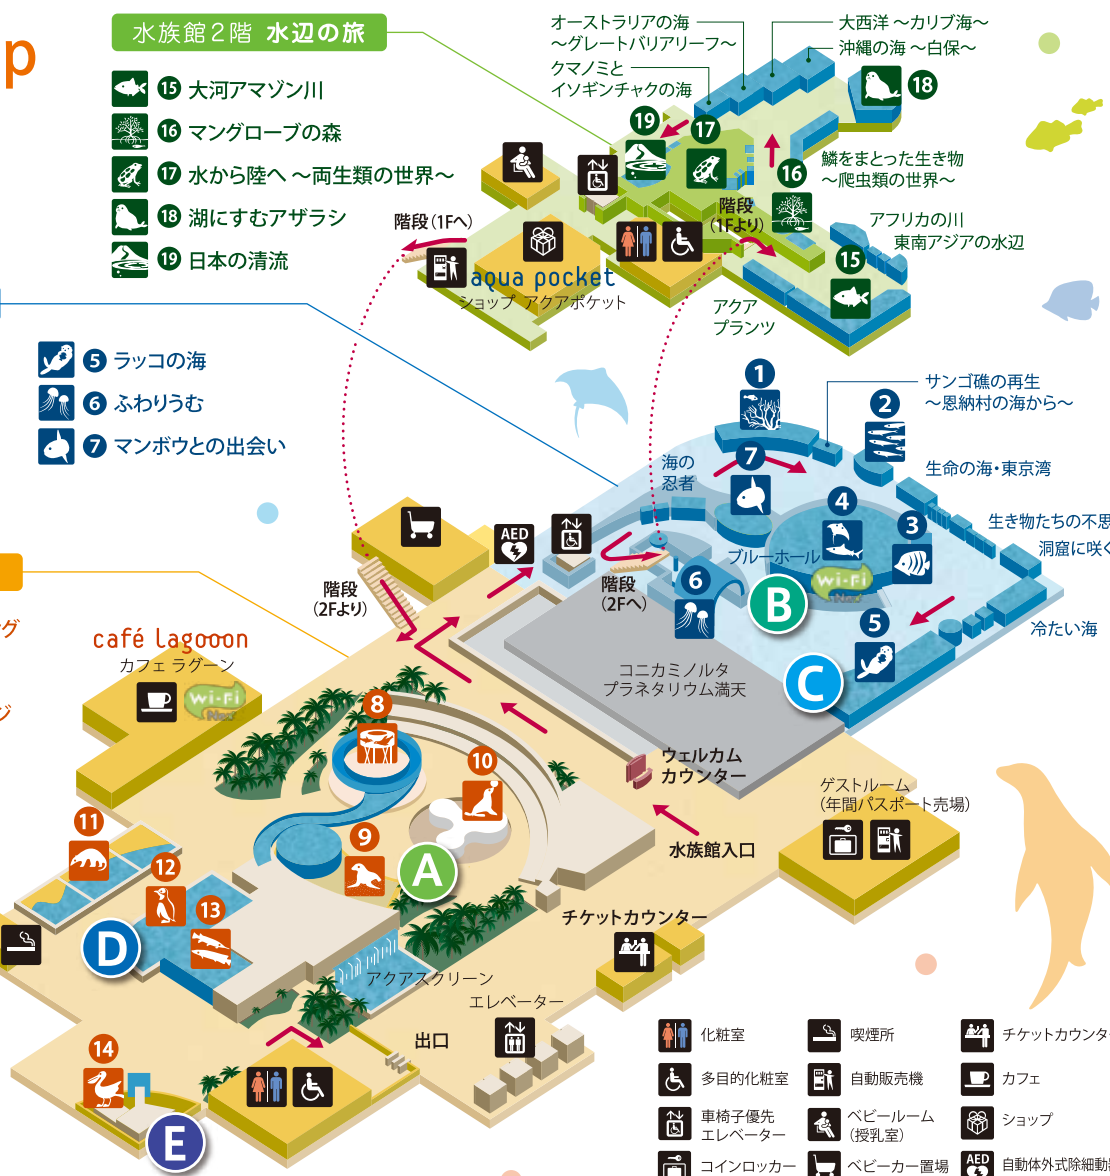 p
水族館2階 水辺の旅
15 大河アマゾン川
16 マングローブの森
17 水から陸へ ～両生類の世界～
18 湖にすむアザラシ
19 日本の清流
オーストラリアの海
～グレートバリアリーフ～
クマノミと
イソギンチャクの海
大西洋 ～カリブ海～
沖縄の海 ～白保～
18
19
17
16
鱗をまとった生き物
～爬虫類の世界～
階段(1Fへ)
階段
(1Fより)
アフリカの川
東南アジアの水辺
15
aqua pocket
ショップ アクアポケット
アクア
プランツ
5 ラッコの海
6 ふわりうむ
7 マンボウとの出会い
1
サンゴ礁の再生
～恩納村の海から～
2
海の
忍者
7
生命の海・東京湾
4
3
生き物たちの不思
洞窟に咲く
AED
ブルーホール
Wi-Fi
階段
(2Fより)
階段
(2Fへ)
6
B
5
冷たい海
グ
café Lagooon
カフェ ラグーン
Wi-Fi
コニカミノルタ
プラネタリウム満天
C
ジ
8
10
ウェルカム
カウンター
ゲストルーム
(年間パスポート売場)
11
9
水族館入口
12
A
13
チケットカウンター
D
アクアスクリーン
エレベーター
出口
14
E
化粧室
喫煙所
チケットカウンター
多目的化粧室
自動販売機
カフェ
車椅子優先
エレベーター
ベビールーム
(授乳室)
ショップ
コインロッカー
ベビーカー置場
AED
自動体外式除細動